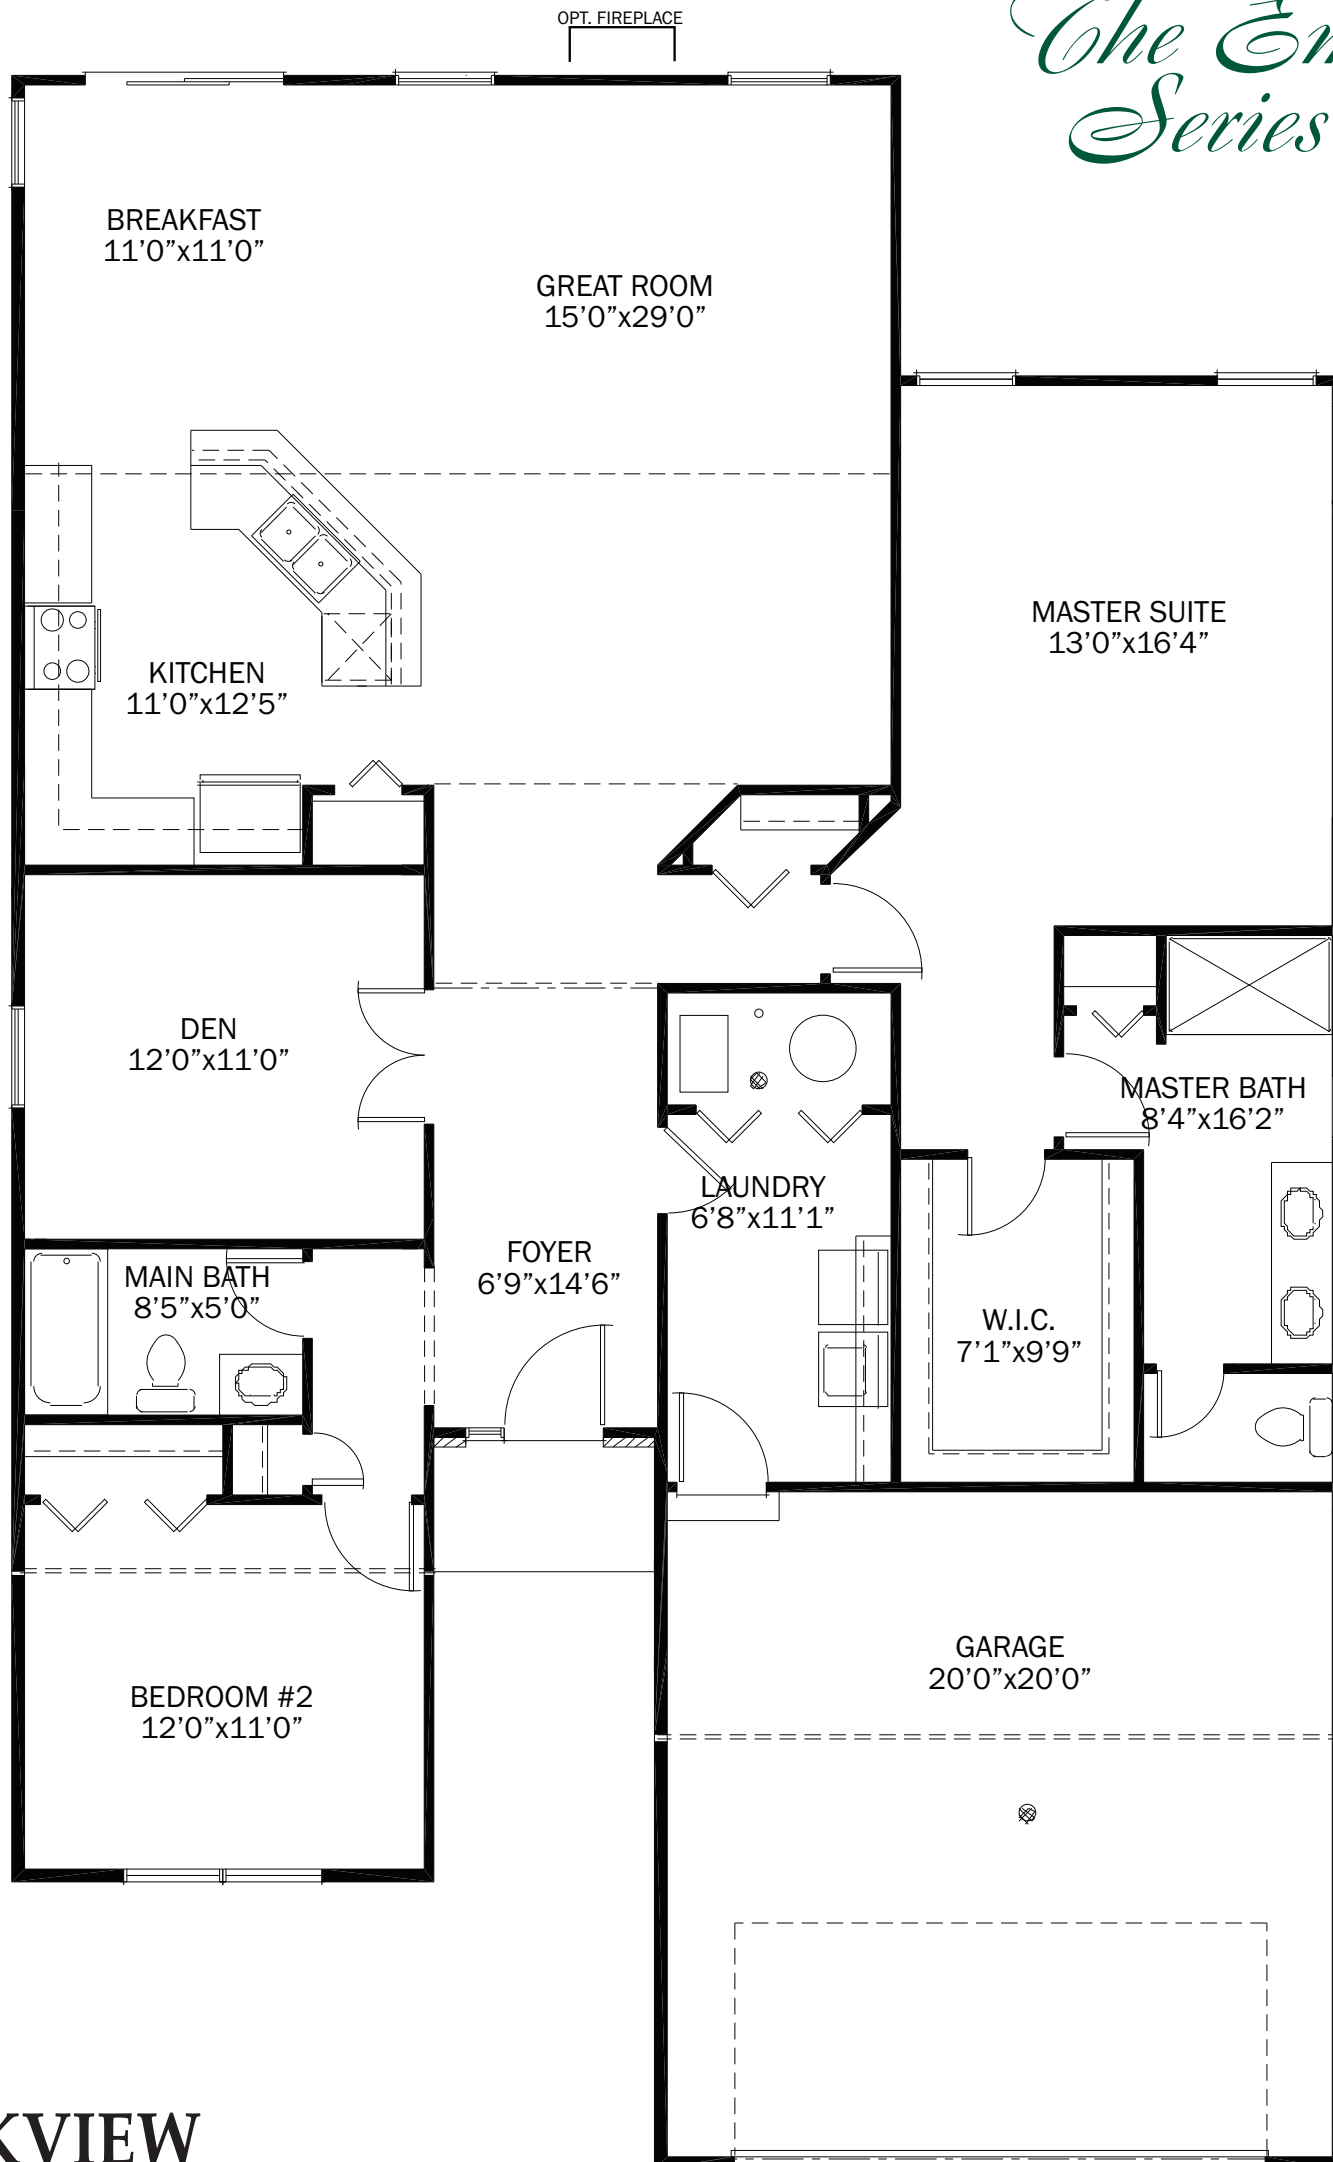 OPT. FIREPLACE
The
Series
BREAKFAST
11’0”x11’0”
GREAT ROOM
15’0”x29’0”
MASTER SUITE
13’0”x16’4”
KITCHEN
11’0”x12’5”
DEN
12’0”x11’0”
MASTER BATH
8’4”x16’2”
LAUNDRY
6’8”x11’1”
FOYER
6’9”x14’6”
MAIN BATH
8’5”x5’0”
W.I.C.
7’1”x9’9”
GARAGE
20’0”x20’0”
BEDROOM #2
12’0”x11’0”
KVIEW